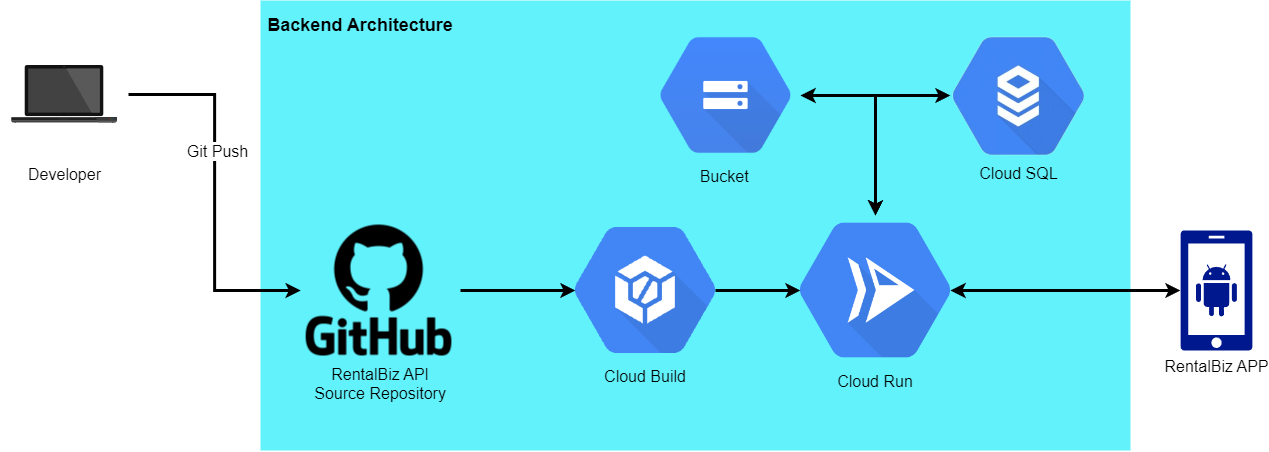 Backend Architecture
Developer
Git Push
Bucket
Cloud SQL
GitHub
RentalBiz API
Source Repository
Cloud Build
Cloud Run
RentalBiz APP